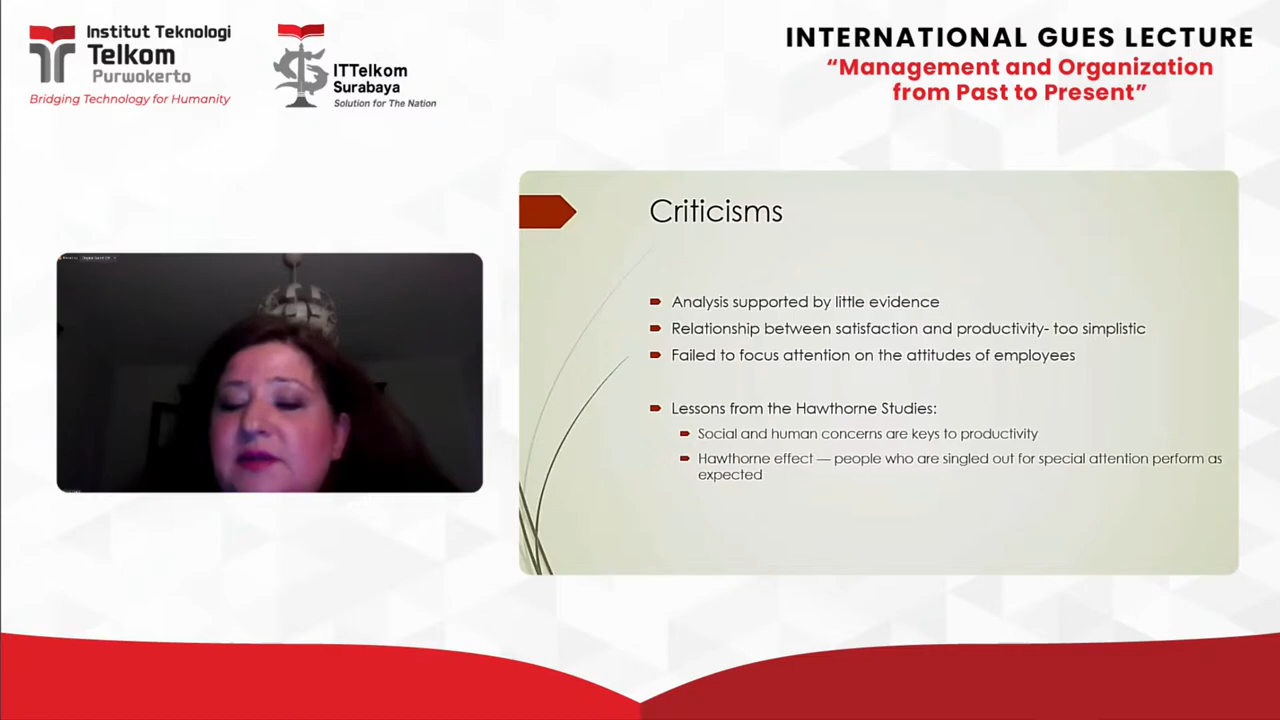 Institut Teknologi
Telkom
Purwokerto
Bridging Technology for Humanity
ITTelkom
Surabaya
Solution for The Nation
INTERNATIONAL GUES LECTURE
“Management and Organization
from Past to Present”
Criticisms
Analysis supported by little evidence
Relationship between satisfaction and productivity- too simplistic
Failed to focus attention on the attitudes of employees
Lessons from the Hawthorne Studies:
Social and human concerns are keys to productivity
Hawthorne effect — people who are singled out for special attention perform as
expected